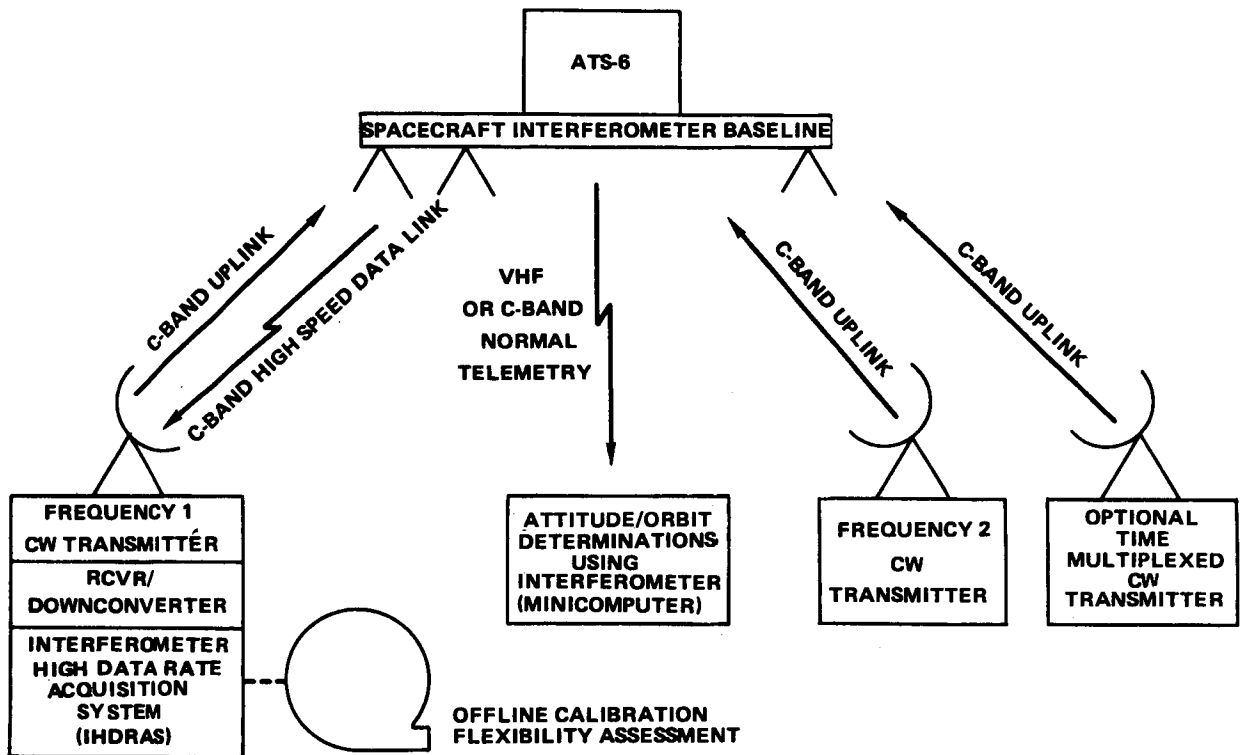 ATS-6
SPACECRAFT INTERFEROMETER BASELINE
C-BAND UPLINK
C-BAND HIGH SPEED DATA LINK
VHF
OR C-BAND
NORMAL
TELEMETRY
C-BAND UPLINK
C-BAND UPLINK
FREQUENCY 1
CW TRANSMITTER
RCVR/
DOWNCONVERTER
INTERFEROMETER
HIGH DATA RATE
ACQUISITION
SYSTEM
(IHDRAS)
OFFLINE CALIBRATION
FLEXIBILITY ASSESSMENT
ATTITUDE/ORBIT
DETERMINATIONS
USING
INTERFEROMETER
(MINICOMPUTER)
FREQUENCY 2
CW
TRANSMITTER
OPTIONAL
TIME
MULTIPLEXED
CW
TRANSMITTER